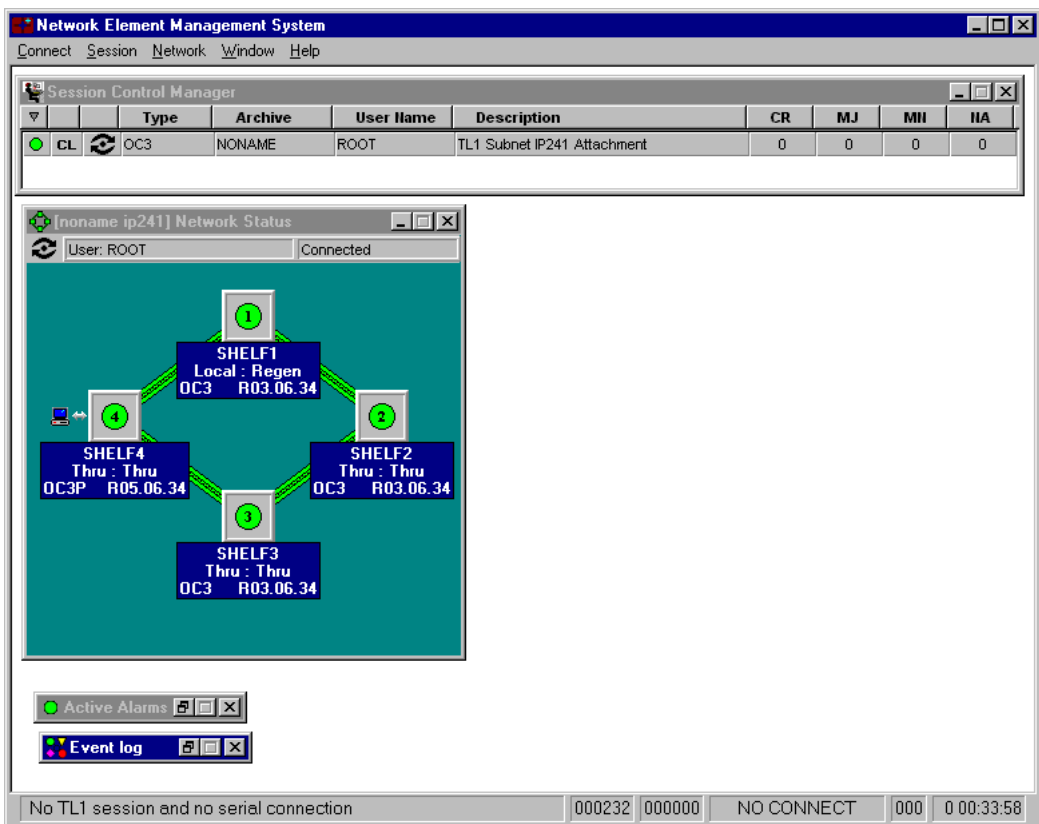 Network Element Management System
Connect Session Network Window Help
Session Control Manager
Type Archive User Name Description CR MJ MN NA
CL OC3 NONAME ROOT TL1 Subnet IP241 Attachment 0 0 0 0
[noname ip241] Network Status
User: ROOT Connected
1
SHELF1
Local : Regen
OC3 R03.06.34
4
SHELF4
Thru : Thru
OC3P R05.06.34
2
SHELF2
Thru : Thru
OC3 R03.06.34
3
SHELF3
Thru : Thru
OC3 R03.06.34
Active Alarms
Event log
No TL1 session and no serial connection 000232 000000 NO CONNECT 000 0 00:33:58